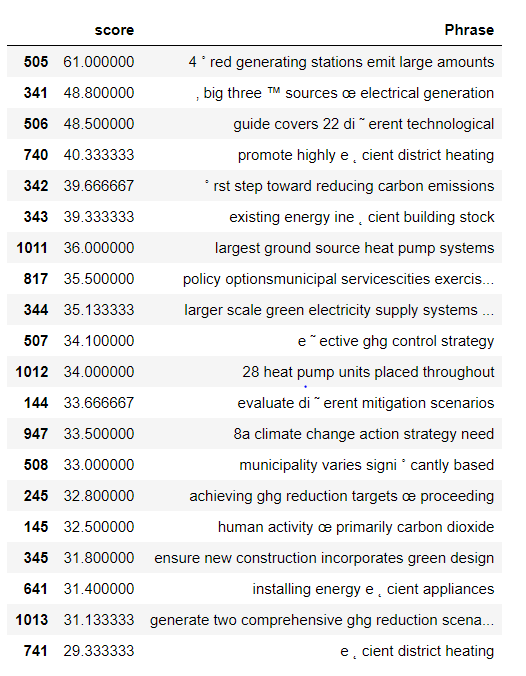 score Phrase
505 61.000000 4 ˚ red generating stations emit large amounts
341 48.800000 ‚ big three ™ sources œ electrical generation
506 48.500000 guide covers 22 di ˜ erent technological
740 40.333333 promote highly e ˛ cient district heating
342 39.666667 ˚ rst step toward reducing carbon emissions
343 39.333333 existing energy ine ˛ cient building stock
1011 36.000000 largest ground source heat pump systems
817 35.500000 policy optionsmunicipal servicescities exercis...
344 35.133333 larger scale green electricity supply systems ...
507 34.100000 e ˜ ective ghg control strategy
1012 34.000000 28 heat pump units placed throughout
144 33.666667 evaluate di ˜ erent mitigation scenarios
947 33.500000 8a climate change action strategy need
508 33.000000 municipality varies signi ˚ cantly based
245 32.800000 achieving ghg reduction targets œ proceeding
145 32.500000 human activity œ primarily carbon dioxide
345 31.800000 ensure new construction incorporates green design
641 31.400000 installing energy e ˛ cient appliances
1013 31.133333 generate two comprehensive ghg reduction scena...
741 29.333333 e ˛ cient district heating